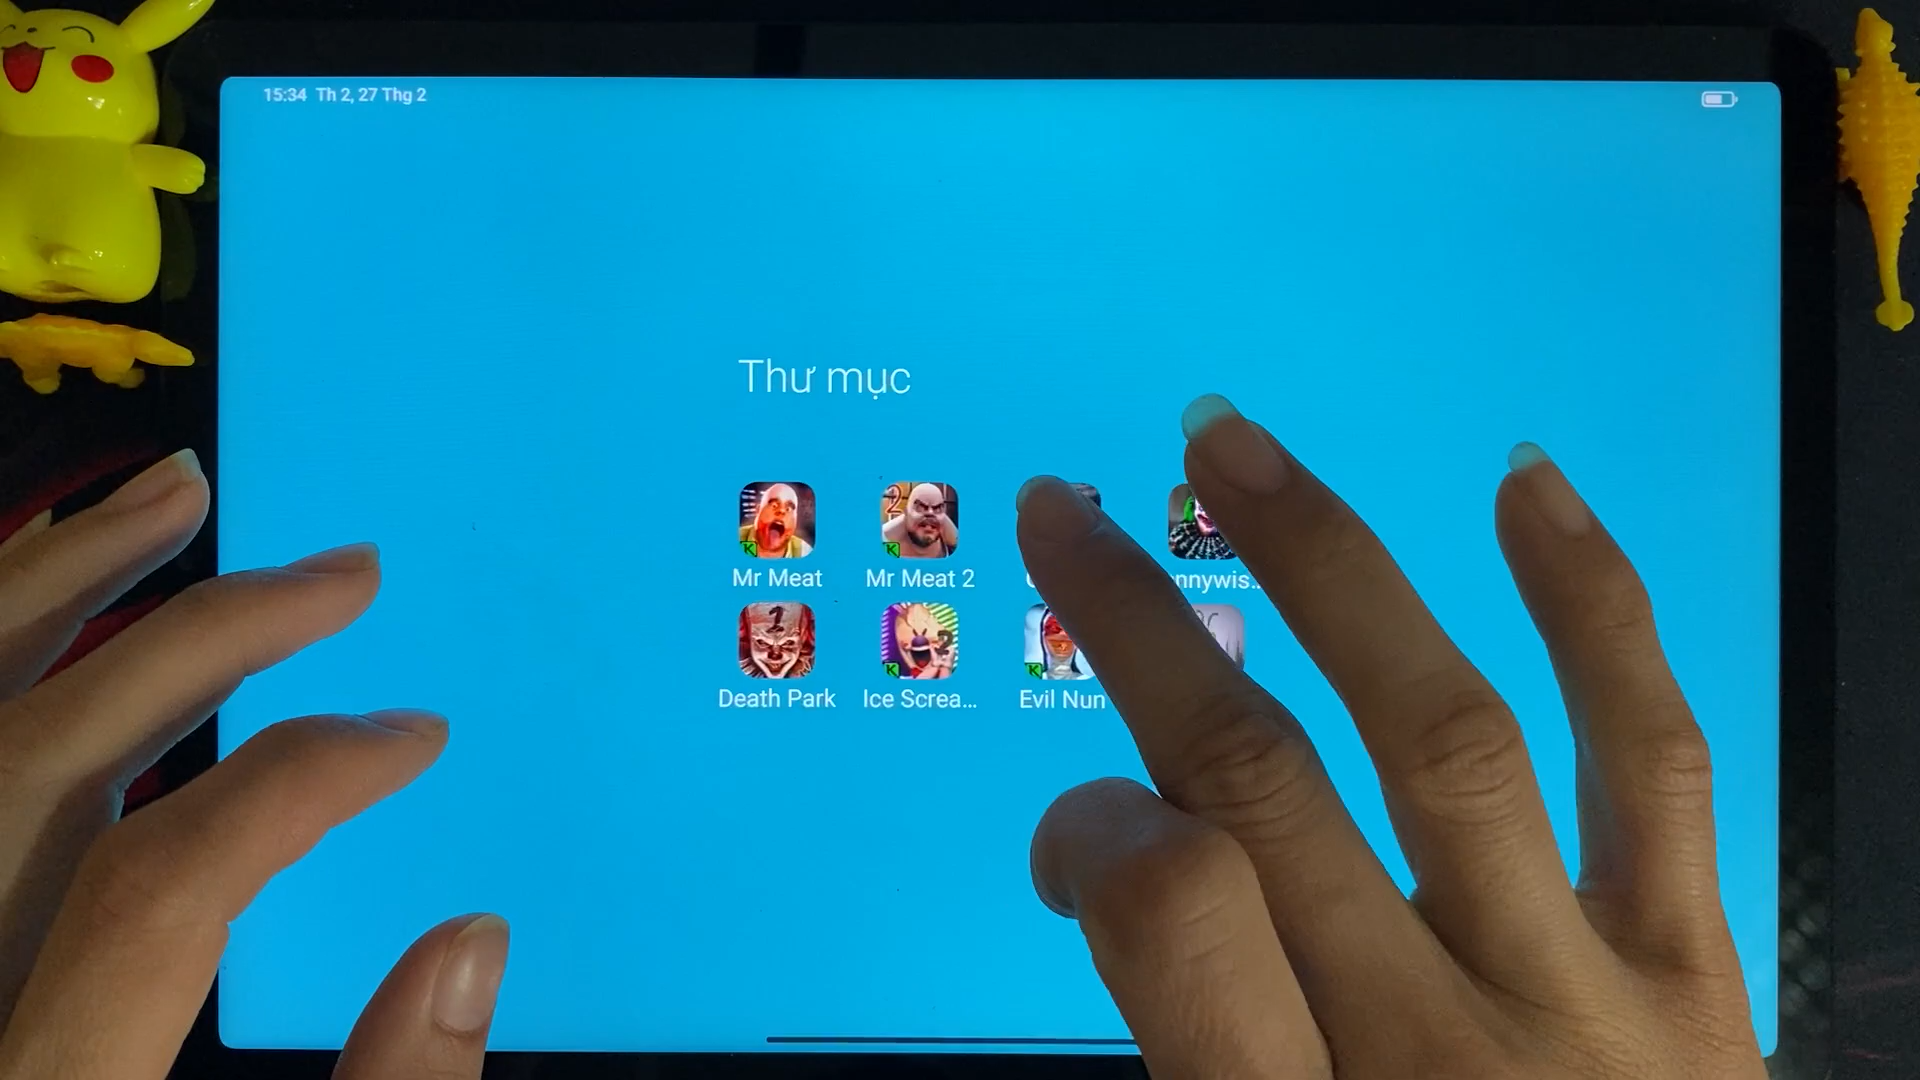 15:34 Th 2, 27 Thg 2
Thư mục
Mr Meat
Mr Meat 2
Death Park
Ice Screa...
Evil Nun